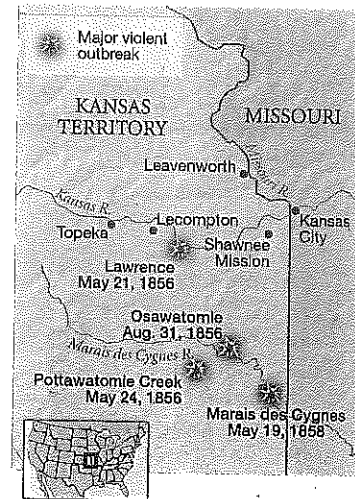 Major violent
outbreak
KANSAS
TERRITORY
MISSOURI
Leavenworth
Missouri R.
Kansas R.
Lecompton
Kansas
City
Topeka
Shawnee
Mission
Lawrence
May 21, 1856
Osawatomie
Aug. 31, 1856
Marais des Cygnes R.
Pottawatomie Creek
May 24, 1856
Marais des Cygnes
May 19, 1858